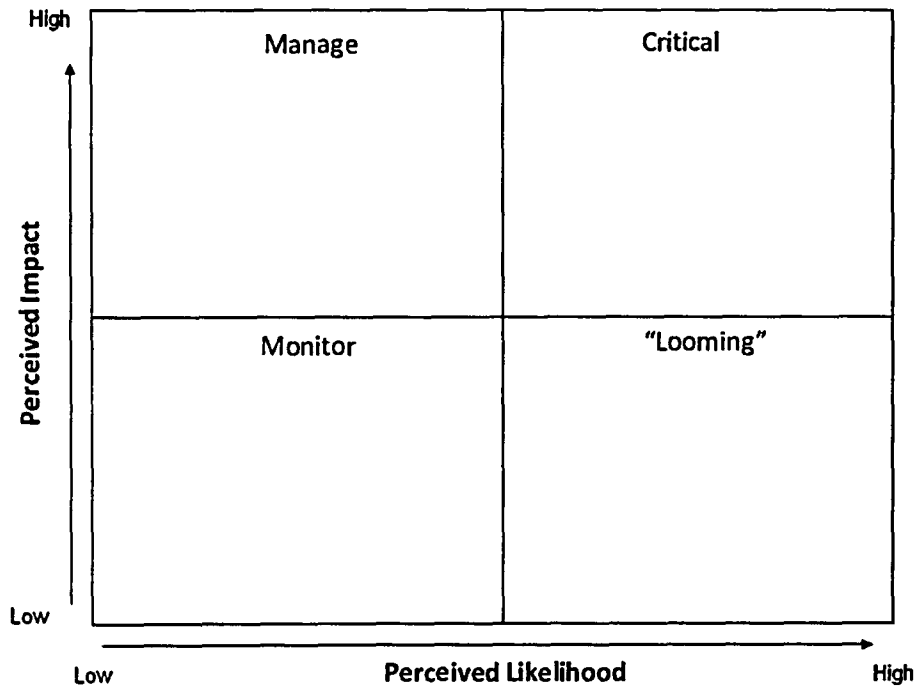 High
Manage
Critical
Perceived Impact
Monitor
“Looming”
Low
Low
Perceived Likelihood
High